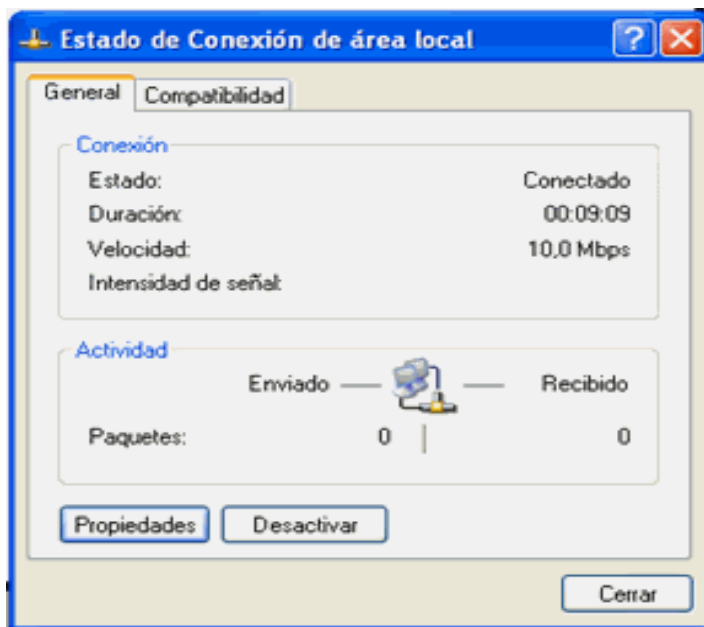 Estado de Conexión de área local
General Compatibilidad
Conexión
Estado: Conectado
Duración: 00:09:09
Velocidad: 10,0 Mbps
Intensidad de señal:
Actividad
Enviado Recibido
Paquetes: 0 0
Propiedades Desactivar
Cerrar